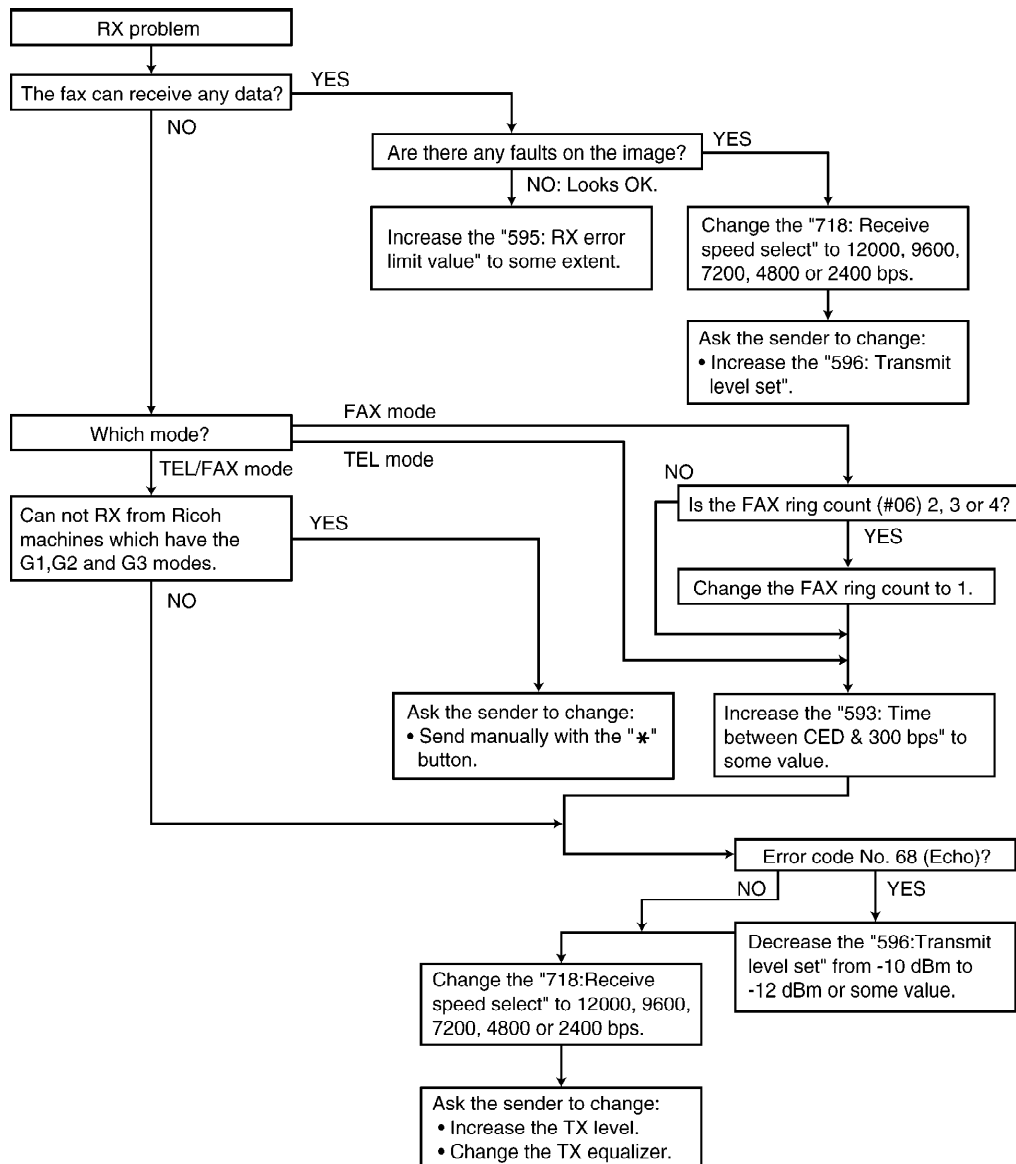 RX problem
The fax can receive any data?
YES
NO
Are there any faults on the image?
YES
NO: Looks OK.
Increase the "595: RX error
limit value" to some extent.
Change the "718: Receive
speed select" to 12000, 9600,
7200, 4800 or 2400 bps.
Ask the sender to change:
• Increase the "596: Transmit
level set".
Which mode?
FAX mode
TEL mode
TEL/FAX mode
NO
Is the FAX ring count (#06) 2, 3 or 4?
YES
Change the FAX ring count to 1.
Can not RX from Ricoh
machines which have the
G1,G2 and G3 modes.
YES
NO
Ask the sender to change:
• Send manually with the "*"
button.
Increase the "593: Time
between CED & 300 bps" to
some value.
Error code No. 68 (Echo)?
NO
YES
Decrease the "596:Transmit
level set" from -10 dBm to
-12 dBm or some value.
Change the "718:Receive
speed select" to 12000, 9600,
7200, 4800 or 2400 bps.
Ask the sender to change:
• Increase the TX level.
• Change the TX equalizer.